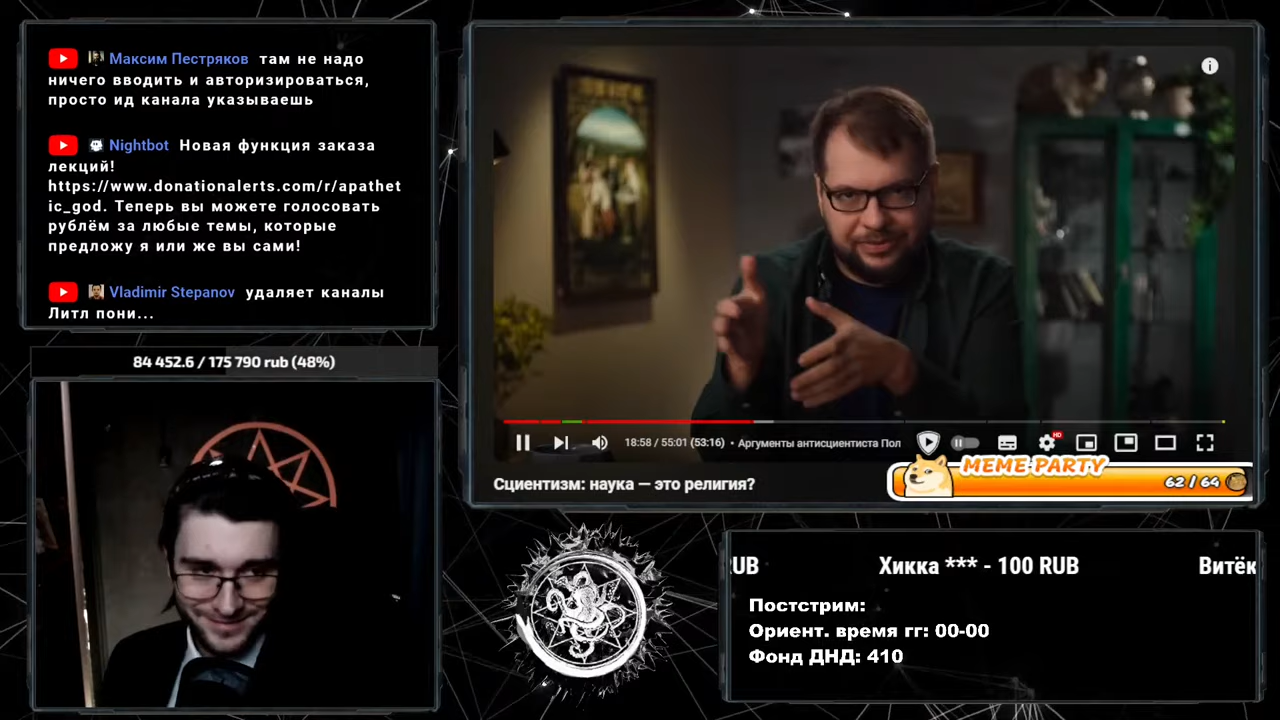 Максим Пестряков там не надо
ничего вводить и авторизироваться,
просто ид канала указываешь
Nightbot Новая функция заказа
лекций!
https://www.donationalerts.com/r/apathet
ic_god. Теперь вы можете голосовать
рублём за любые темы, которые
предложу я или же вы сами!
Vladimir Stepanov удаляет каналы
Литл пони...
84 452.6 / 175 790 rub (48%)
18:58 / 55:01 (53:16) • Аргументы антисциентиста Пол
HD
Сциентизм: наука — это религия?
MEME PARTY
62 / 64
RUB Хикка *** - 100 RUB Витёк
Постстрим:
Ориент. время гг: 00-00
Фонд ДНД: 410